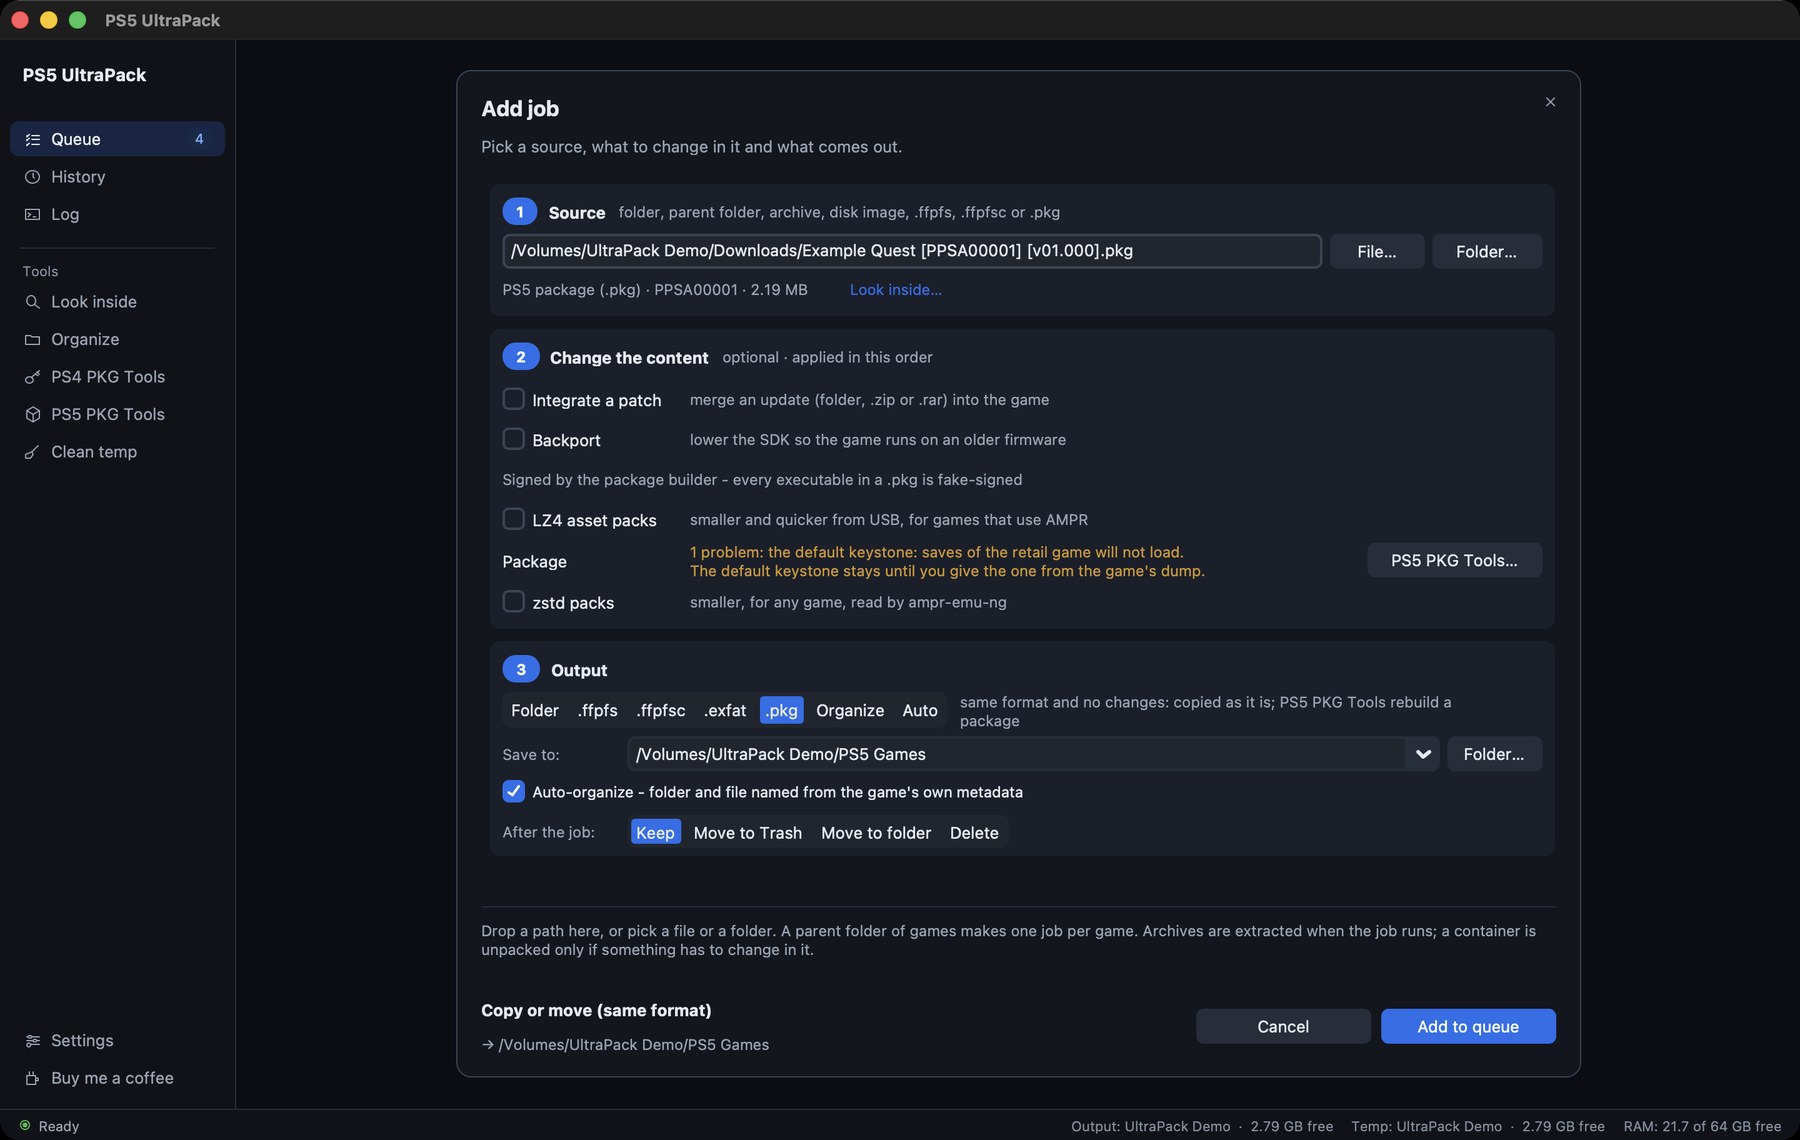 PS5 UltraPack
PS5 UltraPack
Queue 4
History
Log
Tools
Look inside
Organize
PS4 PKG Tools
PS5 PKG Tools
Clean temp
Settings
Buy me a coffee
Add job
Pick a source, what to change in it and what comes out.
1 Source folder, parent folder, archive, disk image, .ffpfs, .ffpfsc or .pkg
/Volumes/UltraPack Demo/Downloads/Example Quest [PPSA00001] [v01.000].pkg File... Folder...
PS5 package (.pkg) · PPSA00001 · 2.19 MB Look inside...
2 Change the content optional · applied in this order
Integrate a patch merge an update (folder, .zip or .rar) into the game
Backport lower the SDK so the game runs on an older firmware
Signed by the package builder - every executable in a .pkg is fake-signed
LZ4 asset packs smaller and quicker from USB, for games that use AMPR
Package 1 problem: the default keystone: saves of the retail game will not load.
The default keystone stays until you give the one from the game's dump.
PS5 PKG Tools...
zstd packs smaller, for any game, read by ampr-emu-ng
3 Output
Folder .ffpfs .ffpfsc .exfat .pkg Organize Auto same format and no changes: copied as it is; PS5 PKG Tools rebuild a
package
Save to: /Volumes/UltraPack Demo/PS5 Games Folder...
Auto-organize - folder and file named from the game's own metadata
After the job: Keep Move to Trash Move to folder Delete
Drop a path here, or pick a file or a folder. A parent folder of games makes one job per game. Archives are extracted when the job runs; a container is
unpacked only if something has to change in it.
Copy or move (same format)
→ /Volumes/UltraPack Demo/PS5 Games
Cancel Add to queue
Ready Output: UltraPack Demo · 2.79 GB free Temp: UltraPack Demo · 2.79 GB free RAM: 21.7 of 64 GB free